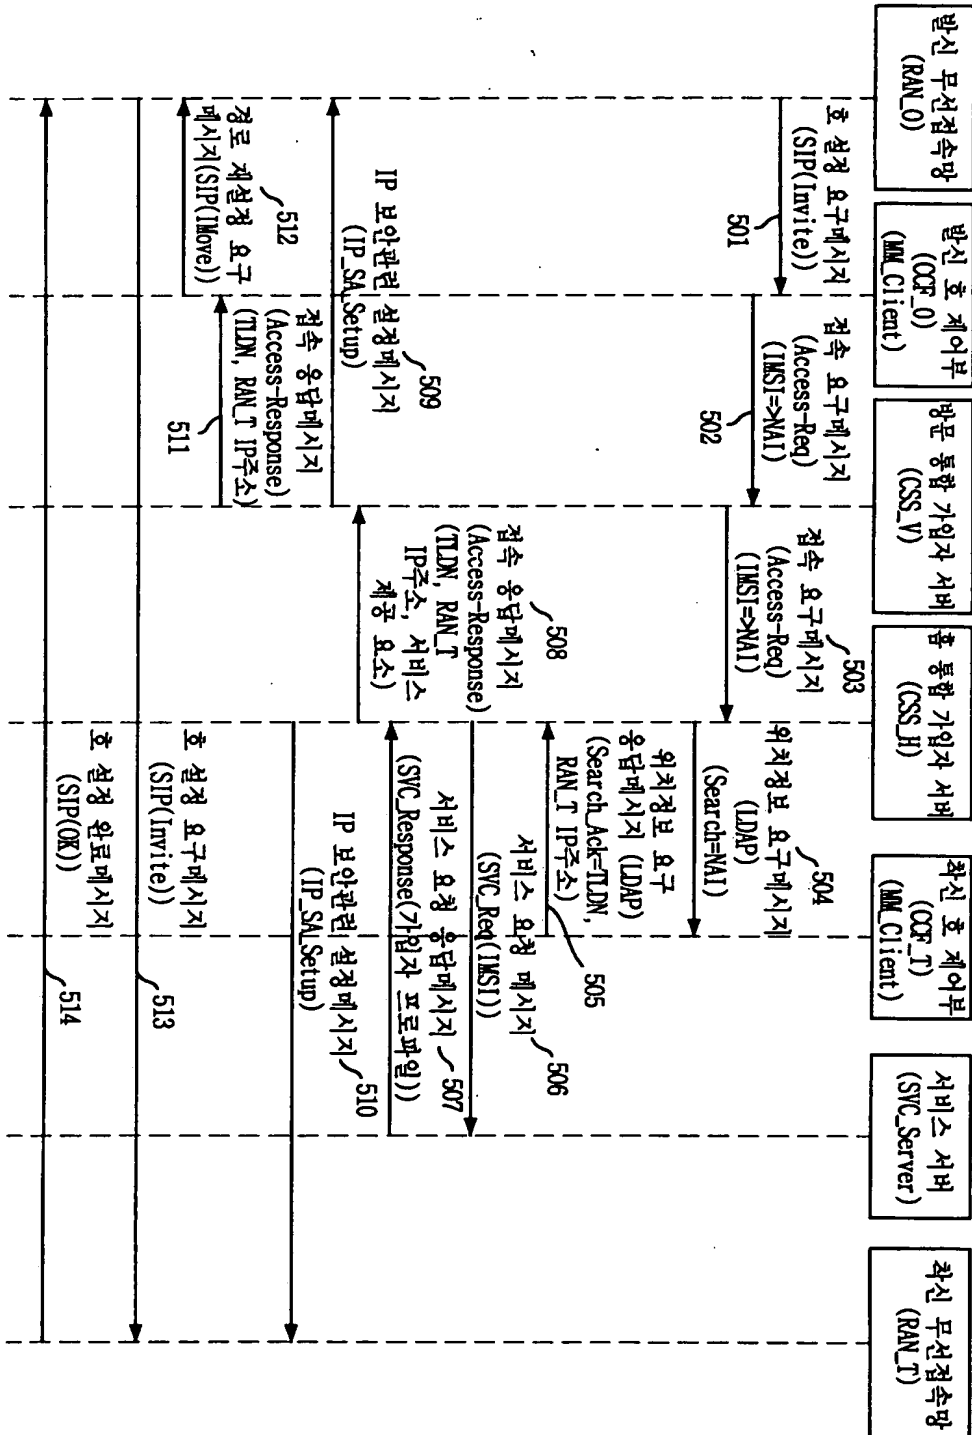 발신 무선접속망
(RAN_O)
발신 호 제어부
(CCF_O)
(MM_Client)
방문 통합 가입자 서버
(CSS_V)
홈 통합 가입자 서버
(CSS_H)
착신 호 제어부
(CCF_T)
(MM_Client)
서비스 서버
(SVC_Server)
착신 무선접속망
(RAN_T)
호 설정 요구메시지
(SIP(Invite))
501
접속 요구메시지
(Access-Req)
(IMSI=>NAI)
502
접속 요구메시지
(Access-Req)
(IMSI=>NAI)
503
위치정보 요구메시지
(LDAP)
(Search=NAI)
504
위치정보 요구
응답메시지 (LDAP)
(Search_Ack=TLDN,
RAN_T IP주소)
505
서비스 요청 메시지
(SVC_Req(IMSI))
506
서비스 요청 응답메시지
(SVC_Response(가입자 프로파일))
507
접속 응답메시지
(Access-Response)
(TLDN, RAN_T
IP주소, 서비스
제공 요소)
508
IP 보안관련 설정메시지
(IP_SA_Setup)
509
IP 보안관련 설정메시지
(IP_SA_Setup)
510
접속 응답메시지
(Access-Response)
(TLDN, RAN_T IP주소)
511
경로 재설정 요구
메시지(SIP(IMove))
512
호 설정 요구메시지
(SIP(Invite))
513
호 설정 완료메시지
(SIP(OK))
514